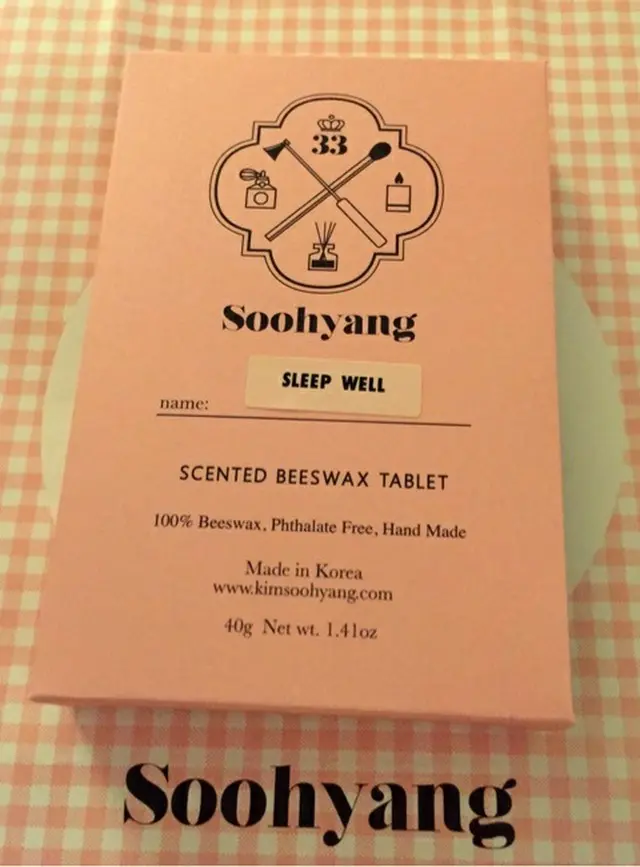 33
Soohyang
SLEEP WELL
name:
SCENTED BEESWAX TABLET
100% Beeswax, Phthalate Free, Hand Made
Made in Korea
www.kimsoohyang.com
40g Net wt. 1.41oz
Soohyang